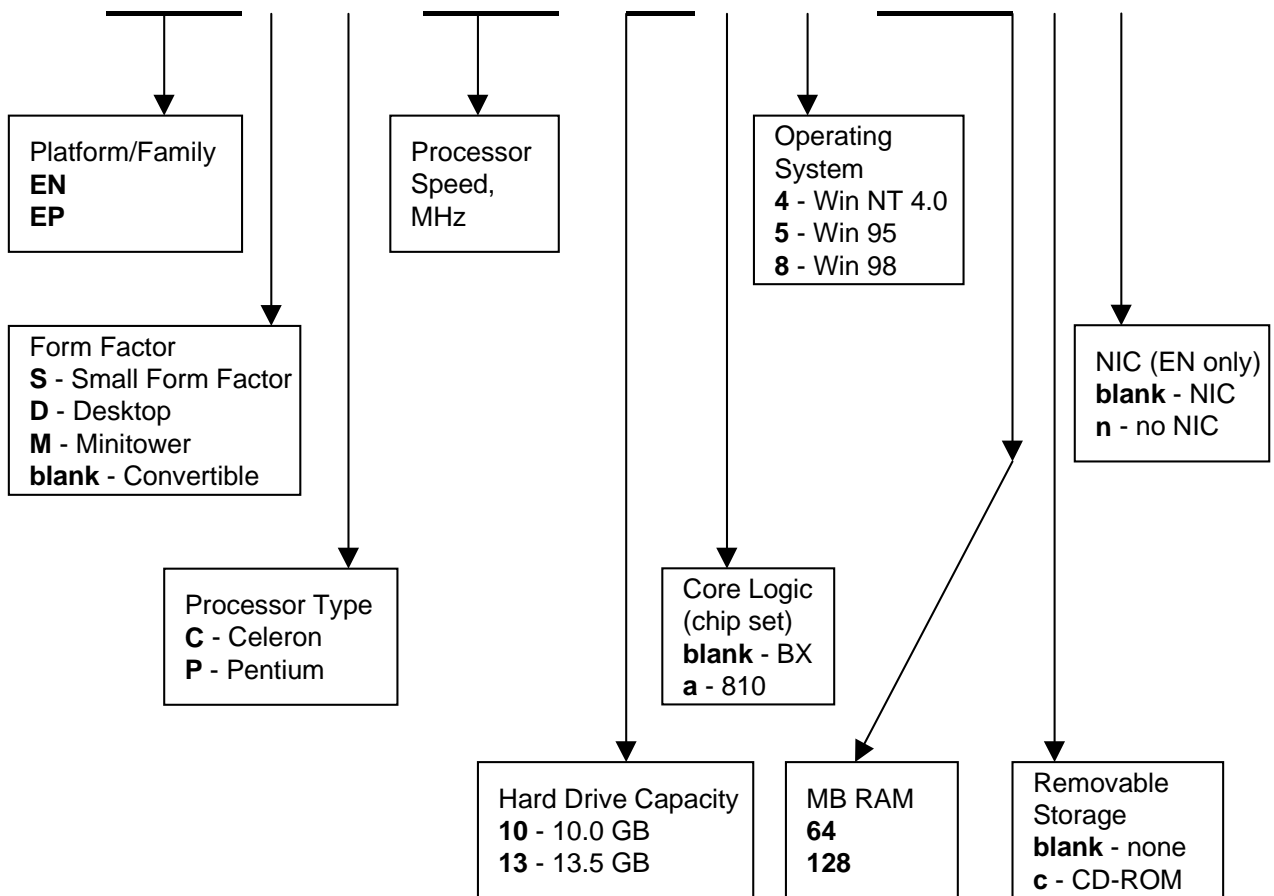 Platform/Family
EN
EP
Processor
Speed,
MHz
Operating
System
4 - Win NT 4.0
5 - Win 95
8 - Win 98
Form Factor
S - Small Form Factor
D - Desktop
M - Minitower
blank - Convertible
NIC (EN only)
blank - NIC
n - no NIC
Processor Type
C - Celeron
P - Pentium
Core Logic
(chip set)
blank - BX
a - 810
Hard Drive Capacity
10 - 10.0 GB
13 - 13.5 GB
MB RAM
64
128
Removable
Storage
blank - none
c - CD-ROM